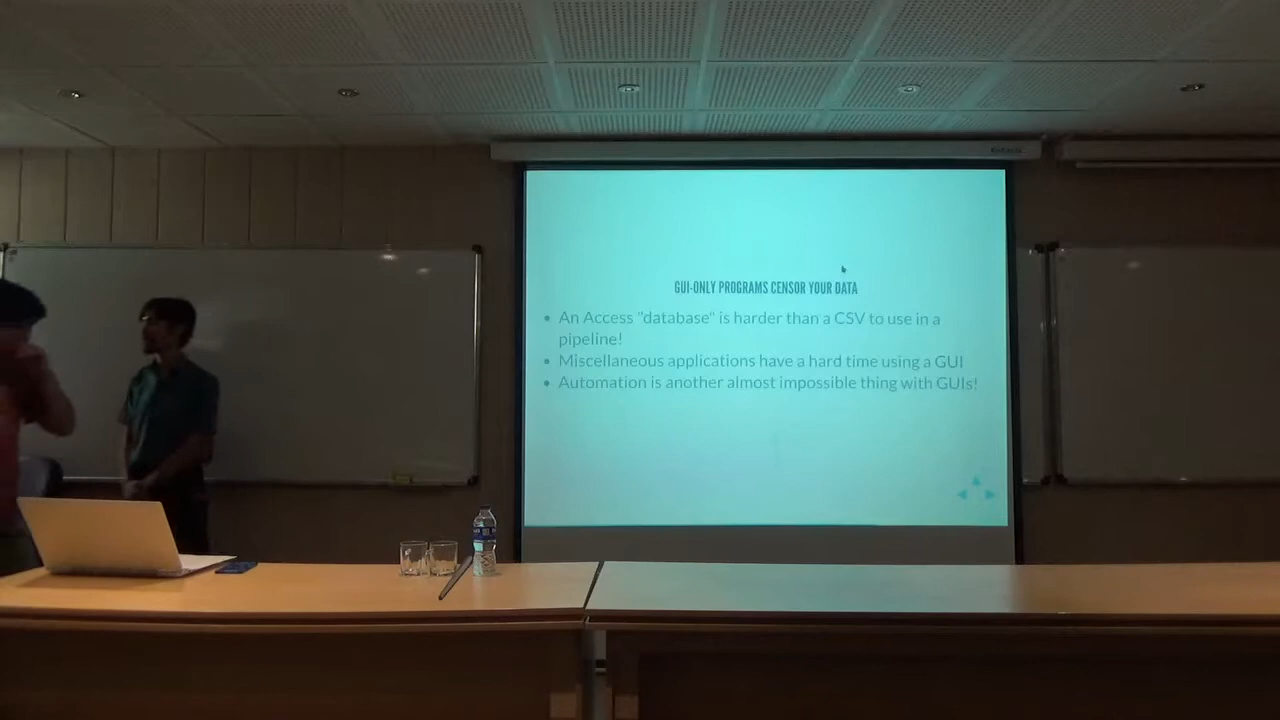 GUI-ONLY PROGRAMS CENSOR YOUR DATA
An Access "database" is harder than a CSV to use in a
pipeline!
Miscellaneous applications have a hard time using a GUI
Automation is another almost impossible thing with GUIs!